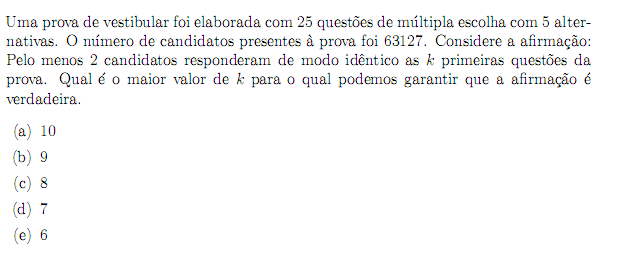 Uma prova de vestibular foi elaborada com 25 questões de múltipla escolha com 5 alter-
nativas. O número de candidatos presentes à prova foi 63127. Considere a afirmação:
Pelo menos 2 candidatos responderam de modo idêntico as k primeiras questões da
prova. Qual é o maior valor de k para o qual podemos garantir que a afirmação é
verdadeira.
(a) 10
(b) 9
(c) 8
(d) 7
(e) 6